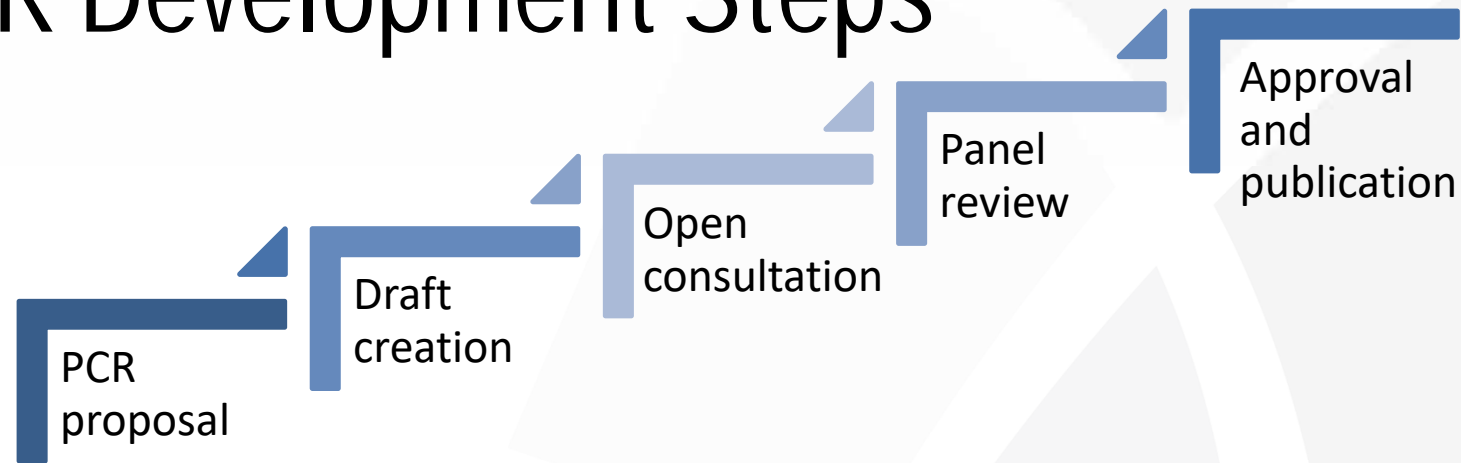 R Development Steps
PCR
proposal
Draft
creation
Open
consultation
Panel
review
Approval
and
publication